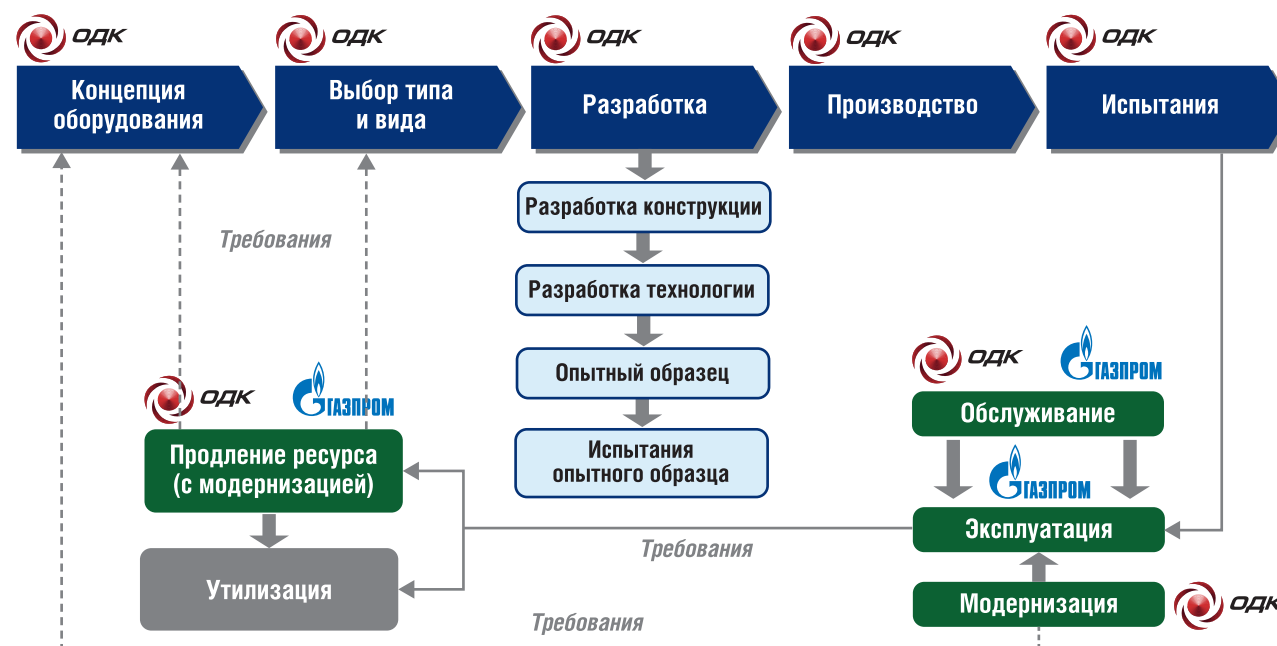 ОДК
ОДК
ОДК
ОДК
ОДК
Концепция
оборудования
Выбор типа
и вида
Разработка
Производство
Испытания
Разработка конструкции
Требования
Разработка технологии
Опытный образец
Испытания
опытного образца
ОДК
ГАЗПРОМ
Продление ресурса
(с модернизацией)
Утилизация
ОДК
ГАЗПРОМ
Обслуживание
ГАЗПРОМ
Эксплуатация
Требования
Модернизация
ОДК
Требования